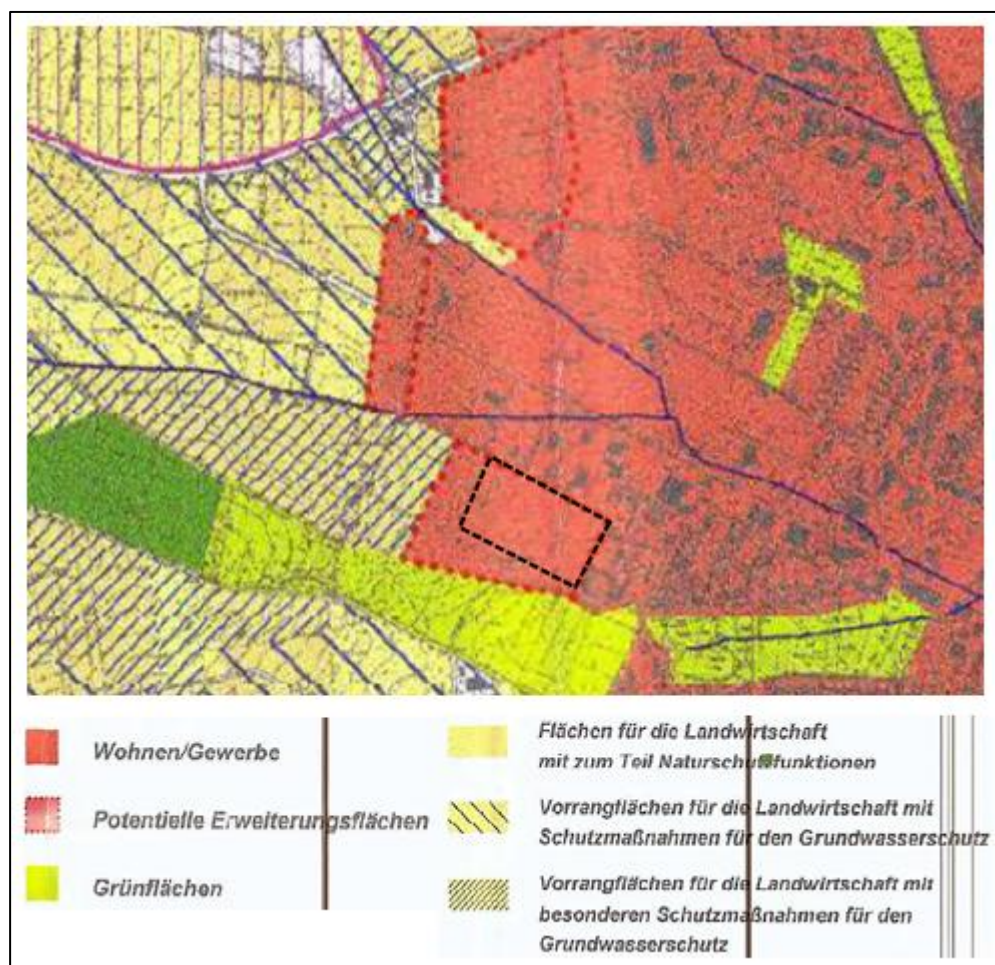 Wohnen/Gewerbe
Potentielle Erweiterungsflächen
Grünflächen
Flächen für die Landwirtschaft
mit zum Teil Naturschutzfunktionen
Vorrangflächen für die Landwirtschaft mit
Schutzmaßnahmen für den Grundwasserschutz
Vorrangflächen für die Landwirtschaft mit
besonderen Schutzmaßnahmen für den
Grundwasserschutz